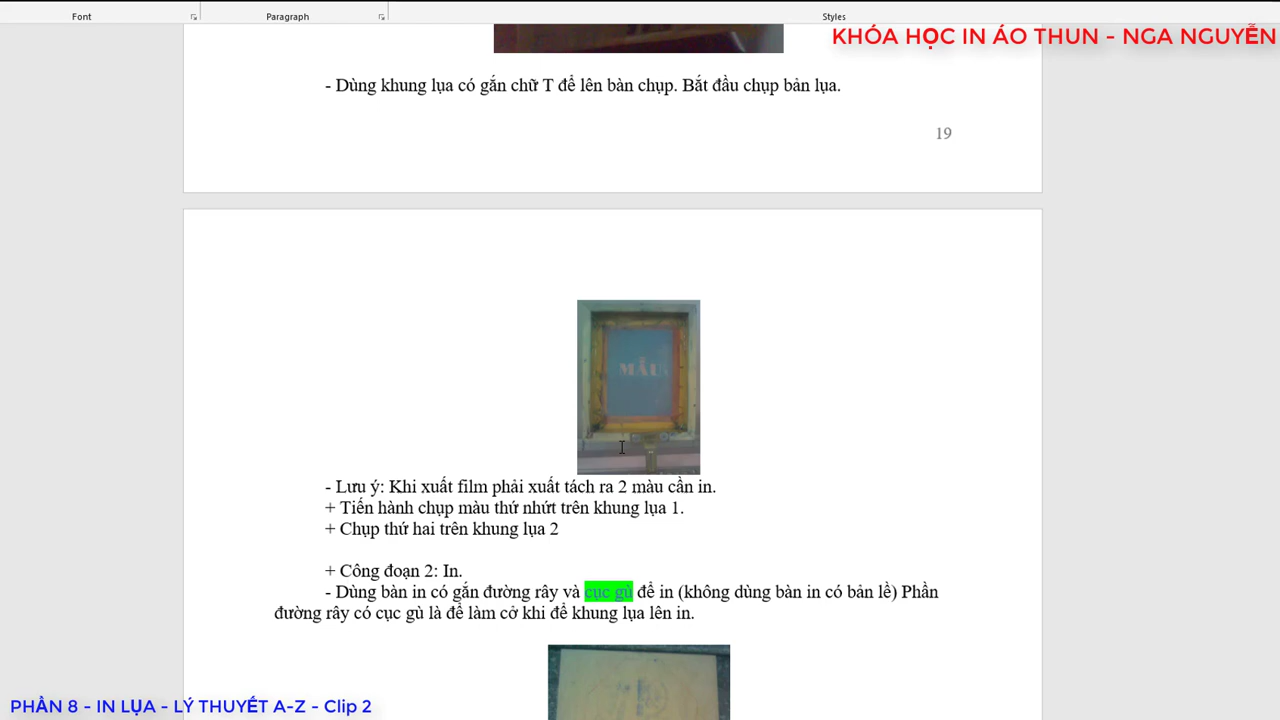 Font
Paragraph
Styles
KHÓA HỌC IN ÁO THUN - NGA NGUYỄN
- Dùng khung lụa có gắn chữ T để lên bàn chụp. Bắt đầu chụp bản lụa.
19
MẪU
- Lưu ý: Khi xuất film phải xuất tách ra 2 màu cần in.
+ Tiến hành chụp màu thứ nhứt trên khung lụa 1.
+ Chụp thứ hai trên khung lụa 2
+ Công đoạn 2: In.
- Dùng bàn in có gắn đường rây và cục gù để in (không dùng bàn in có bản lề) Phần
đường rây có cục gù là để làm cở khi để khung lụa lên in.
PHẦN 8 - IN LỤA - LÝ THUYẾT A-Z - Clip 2